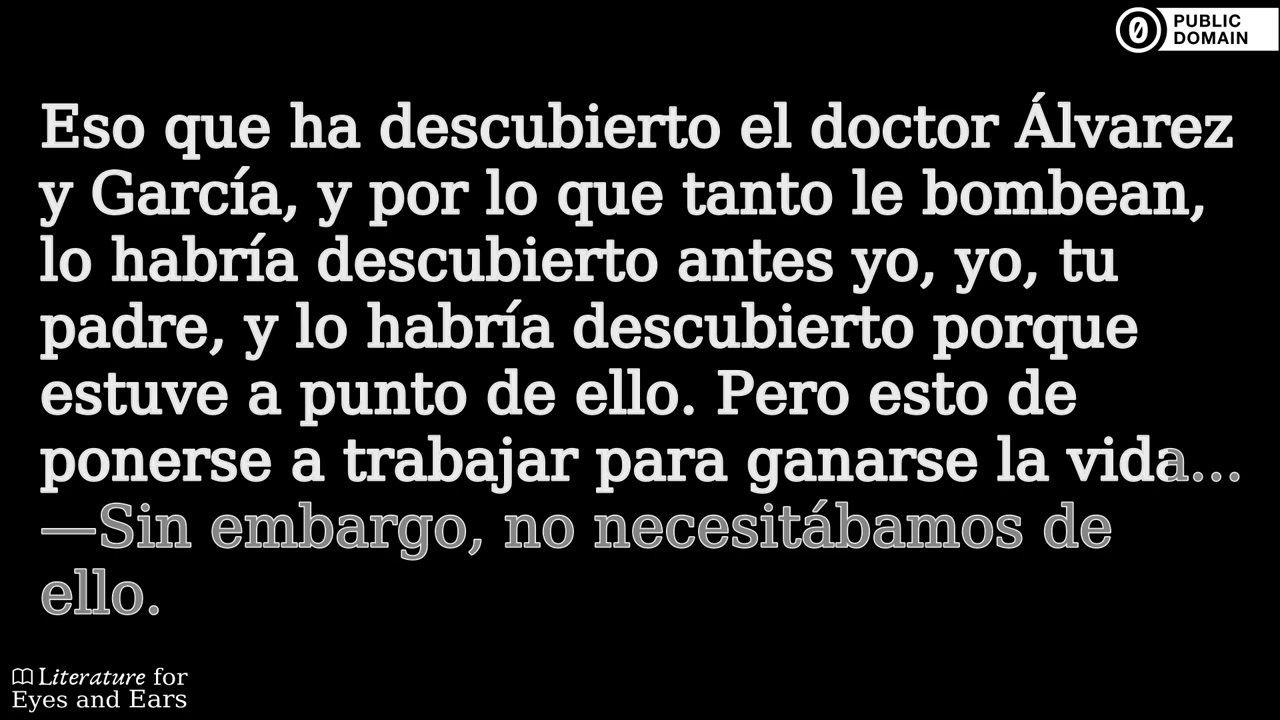 PUBLIC
DOMAIN
Eso que ha descubierto el doctor Álvarez
y García, y por lo que tanto le bombean,
lo habría descubierto antes yo, yo, tu
padre, y lo habría descubierto porque
estuve a punto de ello. Pero esto de
ponerse a trabajar para ganarse la vida...
—Sin embargo, no necesitábamos de
ello.
Literature for
Eyes and Ears